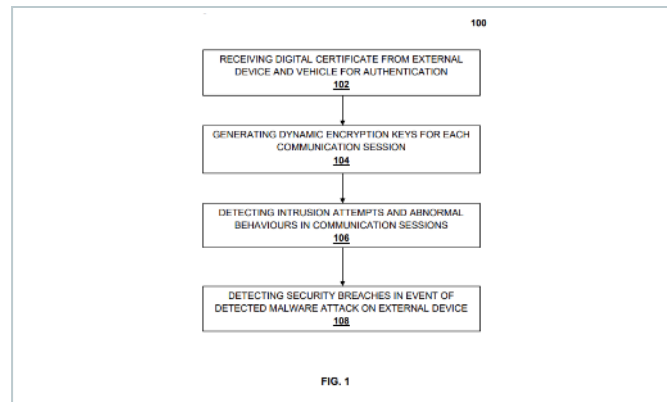 100
RECEIVING DIGITAL CERTIFICATE FROM EXTERNAL
DEVICE AND VEHICLE FOR AUTHENTICATION
102
GENERATING DYNAMIC ENCRYPTION KEYS FOR EACH
COMMUNICATION SESSION
104
DETECTING INTRUSION ATTEMPTS AND ABNORMAL
BEHAVIOURS IN COMMUNICATION SESSIONS
106
DETECTING SECURITY BREACHES IN EVENT OF
DETECTED MALWARE ATTACK ON EXTERNAL DEVICE
108
FIG. 1